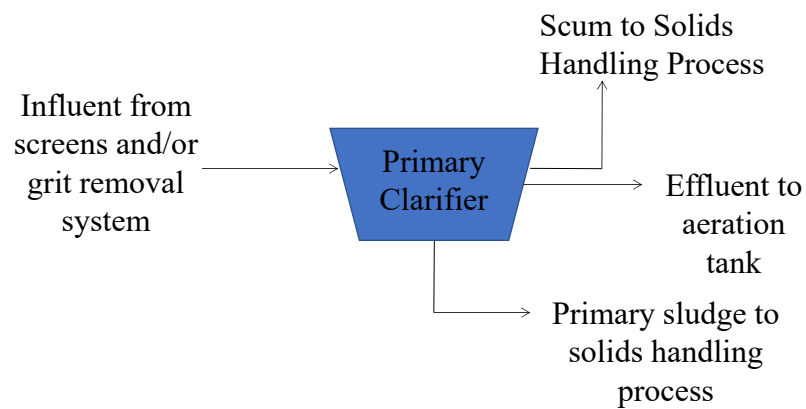 Scum to Solids
Handling Process
Influent from
screens and/or
grit removal
system
Primary
Clarifier
Effluent to
aeration
tank
Primary sludge to
solids handling
process